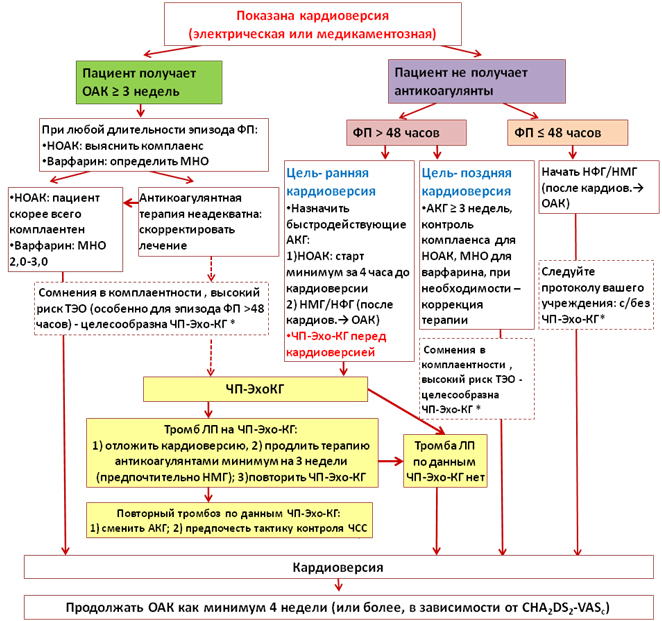 Показана кардиоверсия
(электрическая или медикаментозная)
Пациент получает
ОАК ≥ 3 недель
Пациент не получает
антикоагулянты
При любой длительности эпизода ФП:
•НОАК: выяснить комплаенс
•Варфарин: определить МНО
ФП > 48 часов
ФП ≤ 48 часов
•НОАК: пациент
скорее всего
комплаентен
•Варфарин: МНО
2,0-3,0
Антикоагулянтная
терапия неадекватна:
скорректировать
лечение
Цель- ранняя
кардиоверсия
•Назначить
быстродействующие
АКГ:
1)НОАК: старт
минимум за 4 часа до
кардиоверсии
2) НМГ/НФГ (после
кардиов.→ ОАК)
•ЧП-Эхо-КГ перед
кардиоверсией
Цель- поздняя
кардиоверсия
•АКГ ≥ 3 недель,
контроль
комплаенса для
НОАК, МНО для
варфарина, при
необходимости –
коррекция
терапии
Начать НФГ/НМГ
(после кардиов.→
ОАК)
Следуйте
протоколу вашего
учреждения: с/без
ЧП-Эхо-КГ*
Сомнения в комплаентности , высокий
риск ТЭО (особенно для эпизода ФП >48
часов) - целесообразна ЧП-Эхо-КГ *
Сомнения в
комплаентности ,
высокий риск ТЭО -
целесообразна
ЧП-Эхо-КГ *
ЧП-ЭхоКГ
Тромб ЛП на ЧП-Эхо-КГ:
1) отложить кардиоверсию, 2) продлить терапию
антикоагулянтами минимум на 3 недели
(предпочтительно НМГ); 3)повторить ЧП-Эхо-КГ
Тромба ЛП
по данным
ЧП-Эхо-КГ нет
Повторный тромбоз по данным ЧП-Эхо-КГ:
1) сменить АКГ; 2) предпочесть тактику контроля ЧСС
Кардиоверсия
Продолжать ОАК как минимум 4 недели (или более, в зависимости от CHA₂DS₂-VASc)